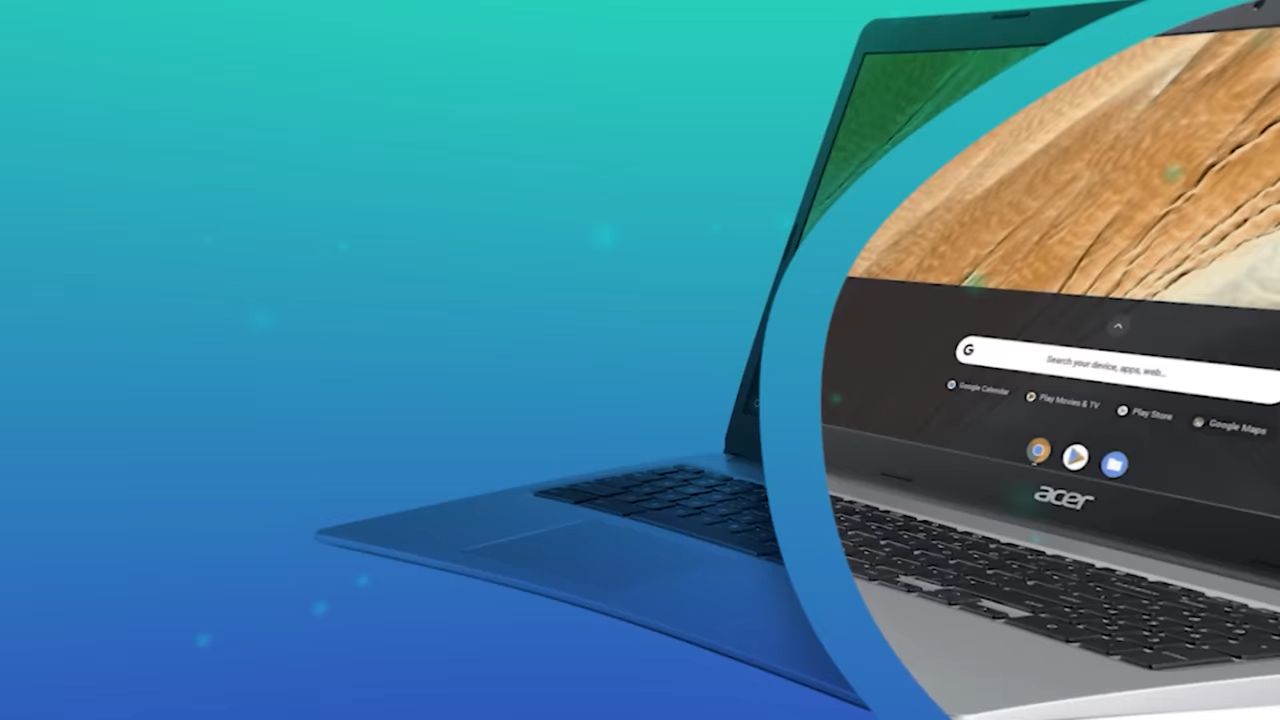 G
Search your device, apps, web...
Google Calendar
Play Movies & TV
Play Store
Google Maps
acer